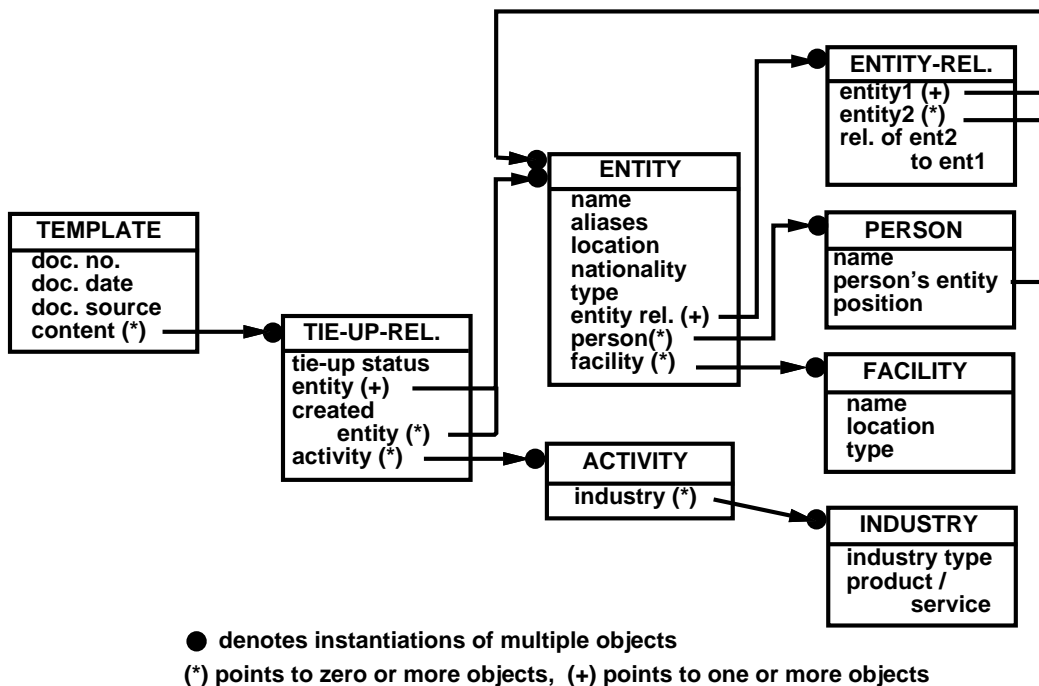 TEMPLATE
doc. no.
doc. date
doc. source
content (*)
TIE-UP-REL.
tie-up status
entity (+)
created
entity (*)
activity (*)
ENTITY
name
aliases
location
nationality
type
entity rel. (+)
person(*)
facility (*)
ACTIVITY
industry (*)
ENTITY-REL.
entity1 (+)
entity2 (*)
rel. of ent2
to ent1
PERSON
name
person's entity
position
FACILITY
name
location
type
INDUSTRY
industry type
product /
service
denotes instantiations of multiple objects
(*) points to zero or more objects, (+) points to one or more objects